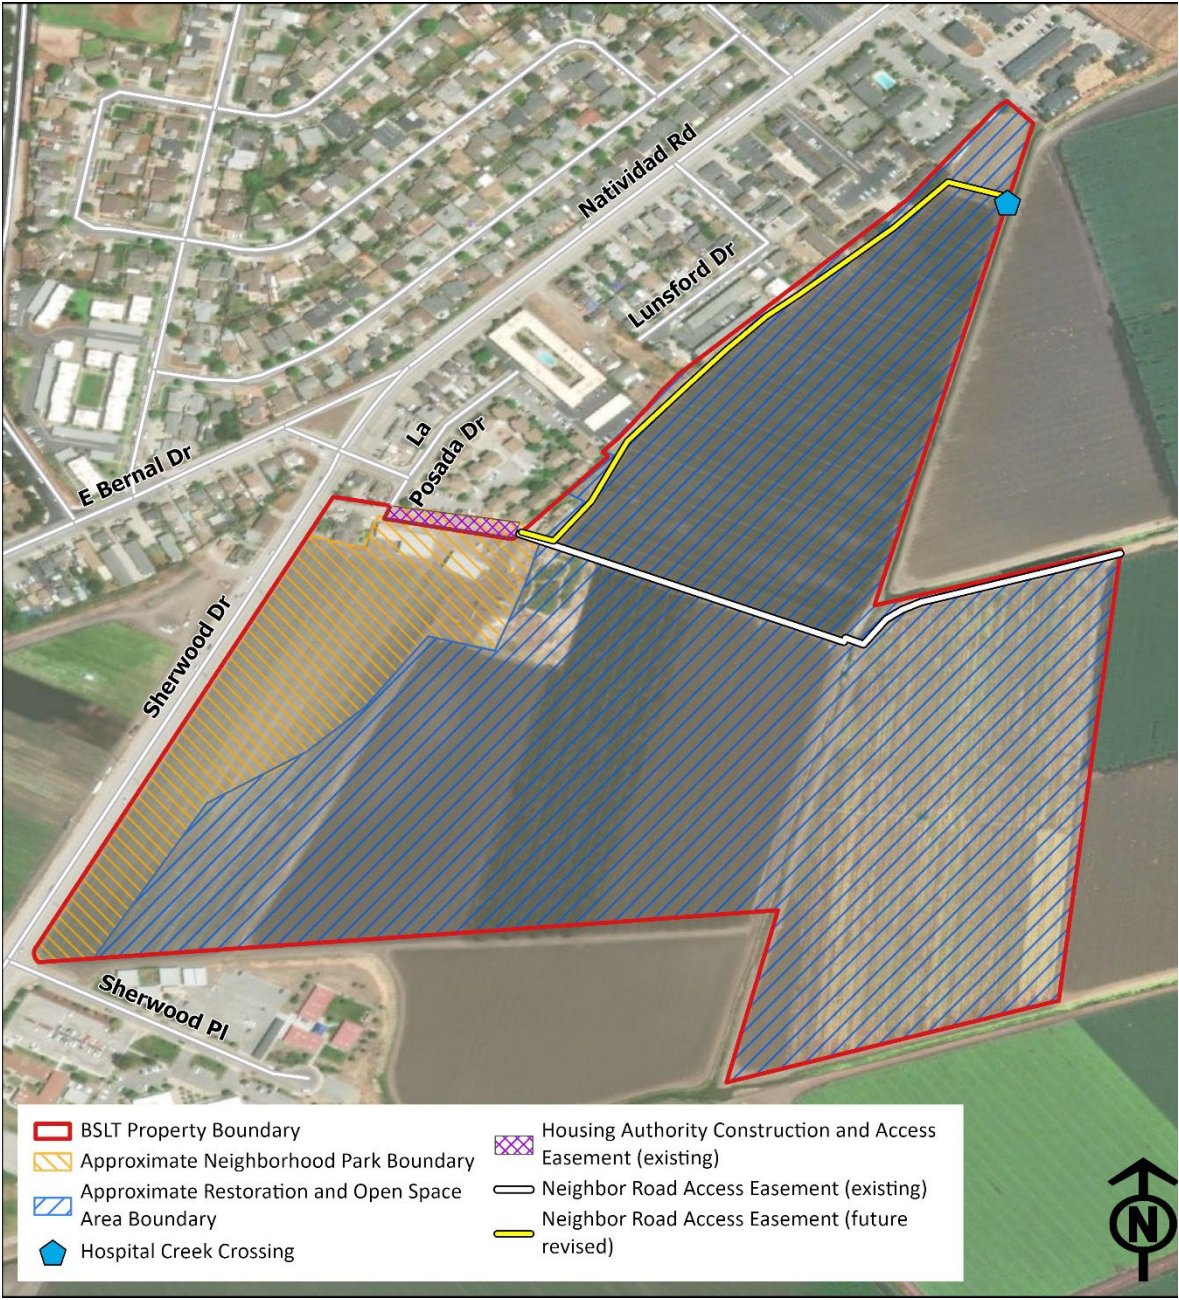 Natividad Rd
Lunsford Dr
La
Posada Dr
E Bernal Dr
Sherwood Dr
Sherwood Pl
BSLT Property Boundary
Approximate Neighborhood Park Boundary
Approximate Restoration and Open Space
Area Boundary
Hospital Creek Crossing
Housing Authority Construction and Access
Easement (existing)
Neighbor Road Access Easement (existing)
Neighbor Road Access Easement (future
revised)
N